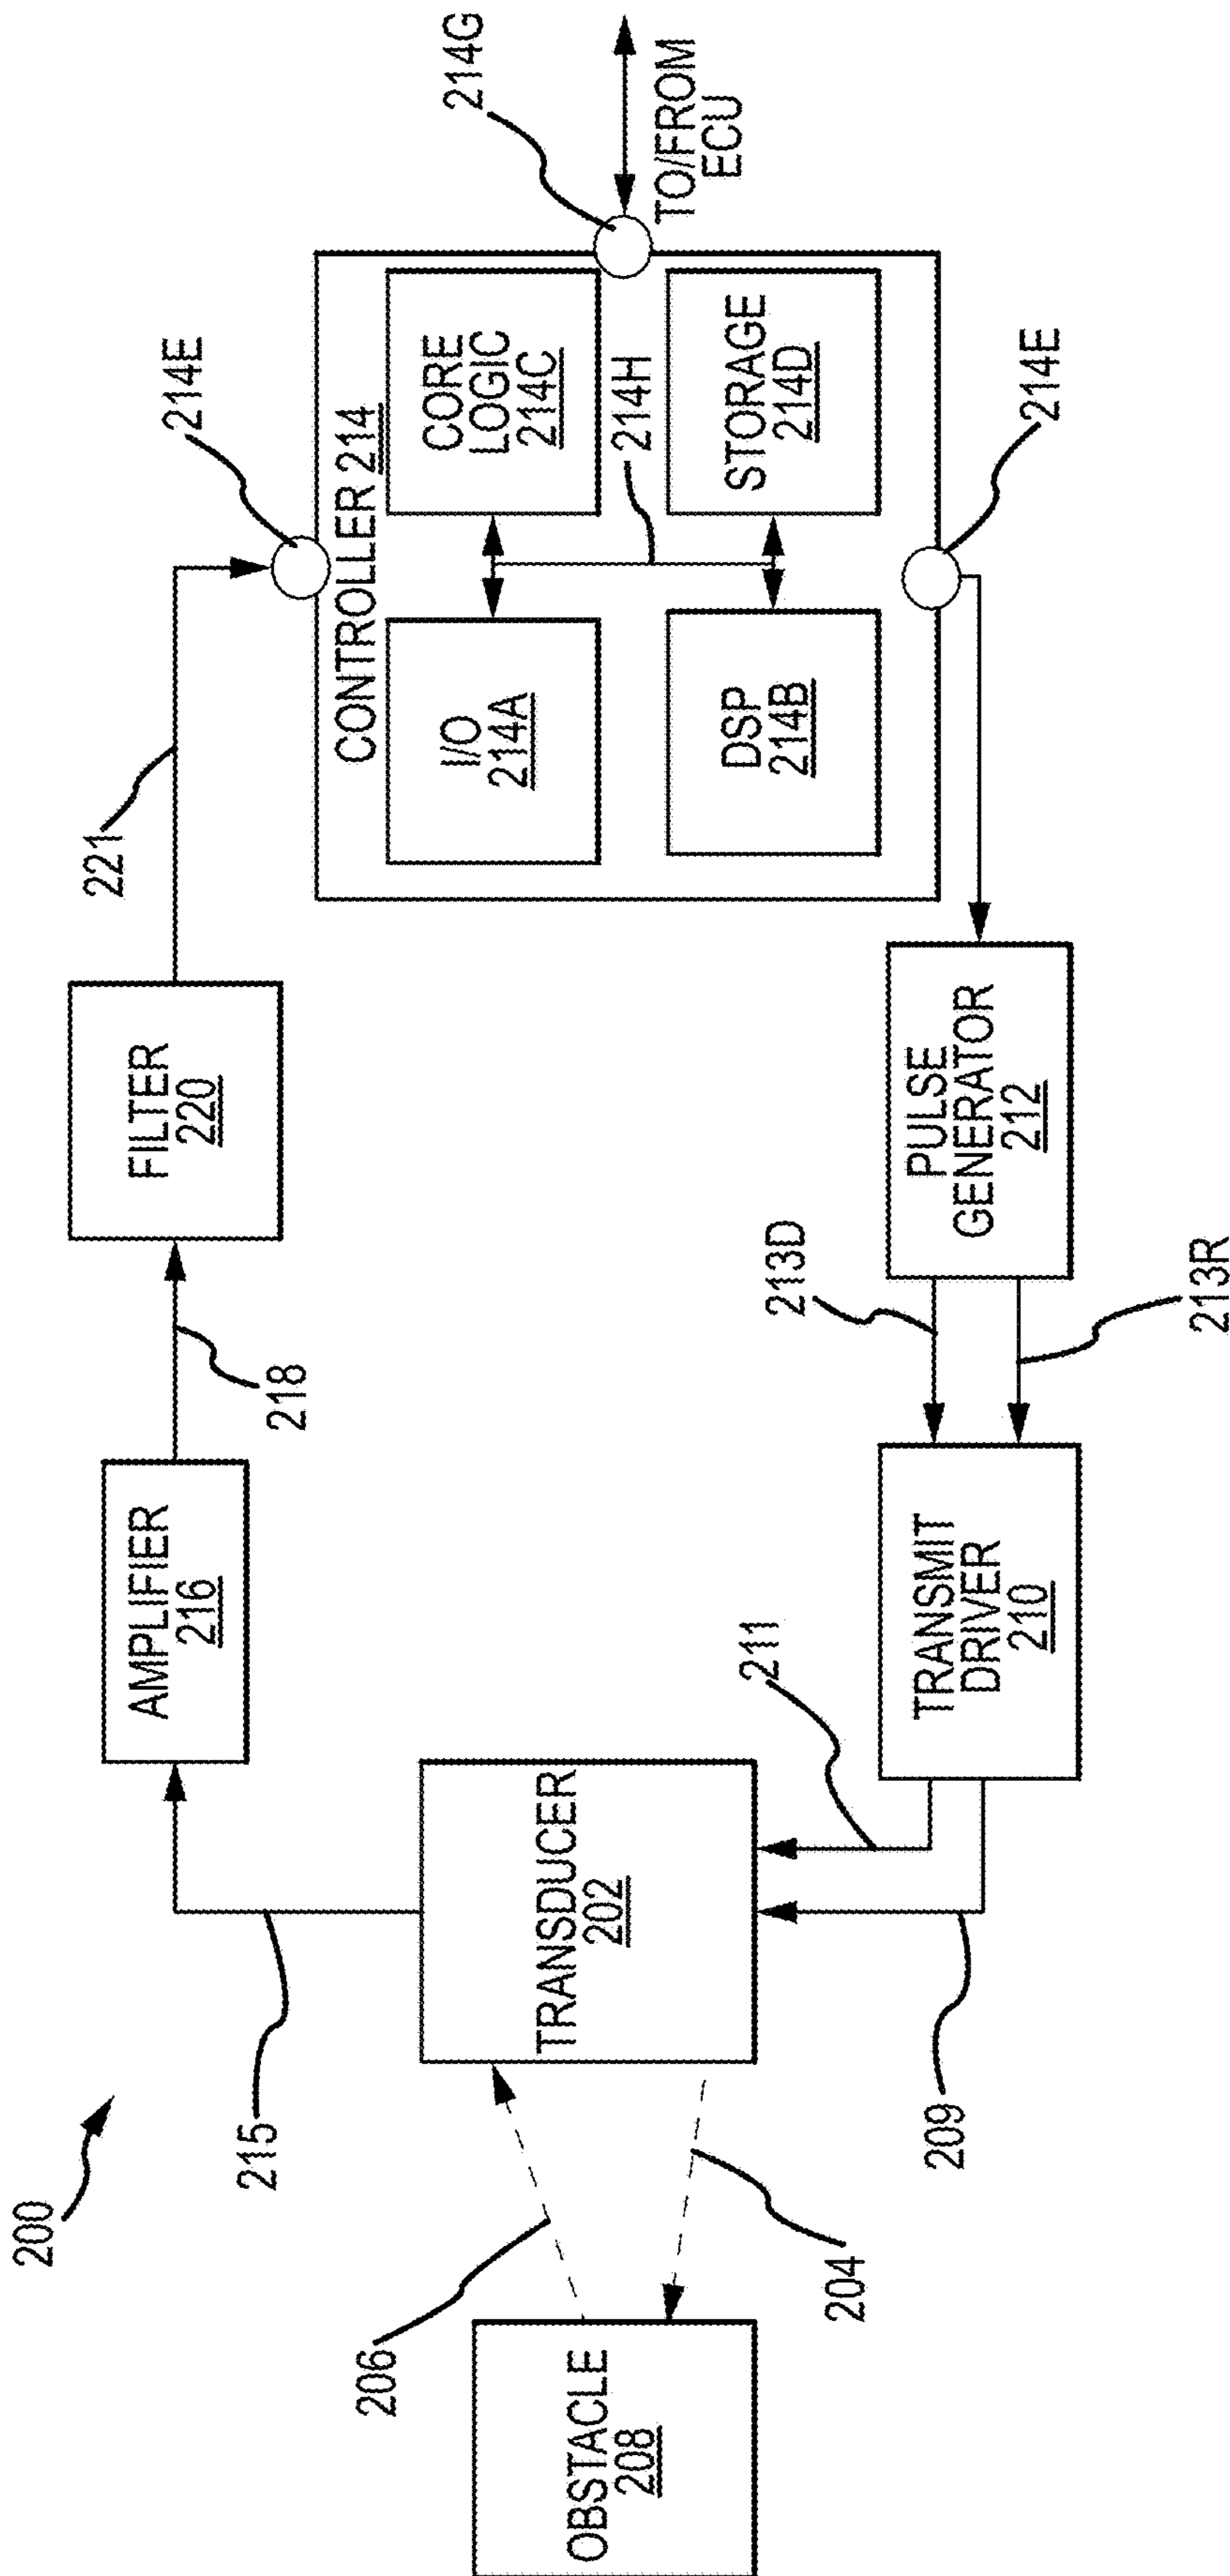 200
215
AMPLIFIER
216
218
FILTER
220
221
214E
206
OBSTACLE
208
204
TRANSDUCER
202
211
209
CONTROLLER 214
I/O
214A
CORE
LOGIC
214C
214H
DSP
214B
STORAGE
214D
214G
TO/FROM
ECU
214E
TRANSMIT
DRIVER
210
213D
213R
PULSE
GENERATOR
212